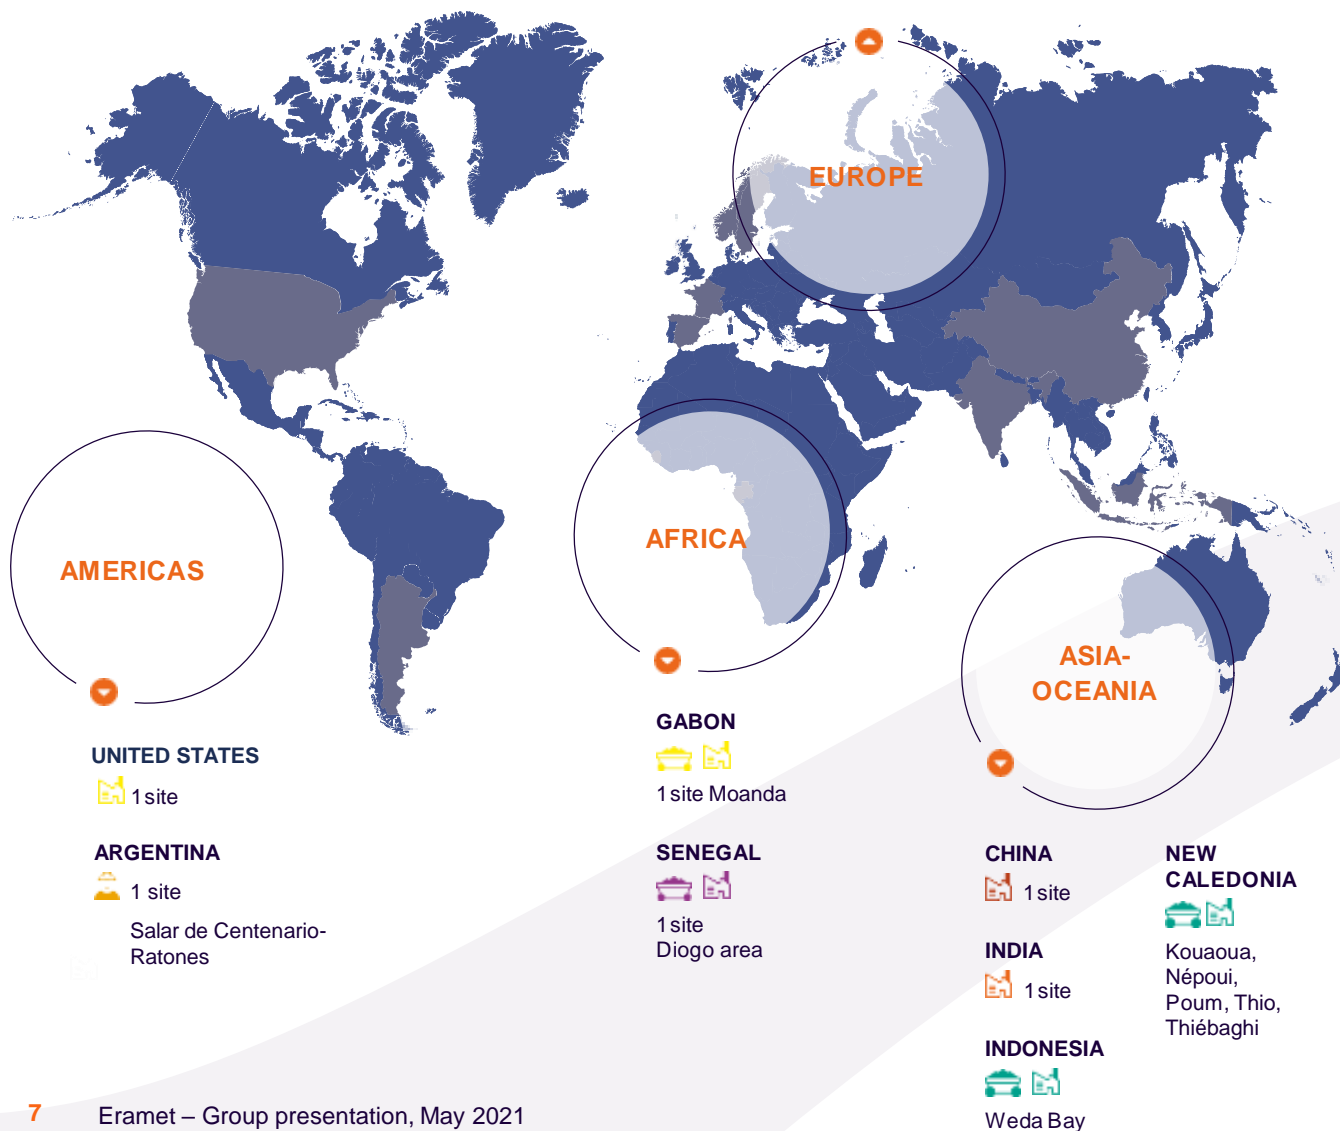 EUROPE
AFRICA
AMERICAS
ASIA-
OCEANIA
UNITED STATES
1 site
ARGENTINA
1 site
Salar de Centenario-
Ratones
GABON
1 site Moanda
SENEGAL
1 site
Diogo area
CHINA
1 site
INDIA
1 site
INDONESIA
Weda Bay
NEW
CALEDONIA
Kouaoua,
Népoui,
Poum, Thio,
Thiébaghi
7 Eramet – Group presentation, May 2021